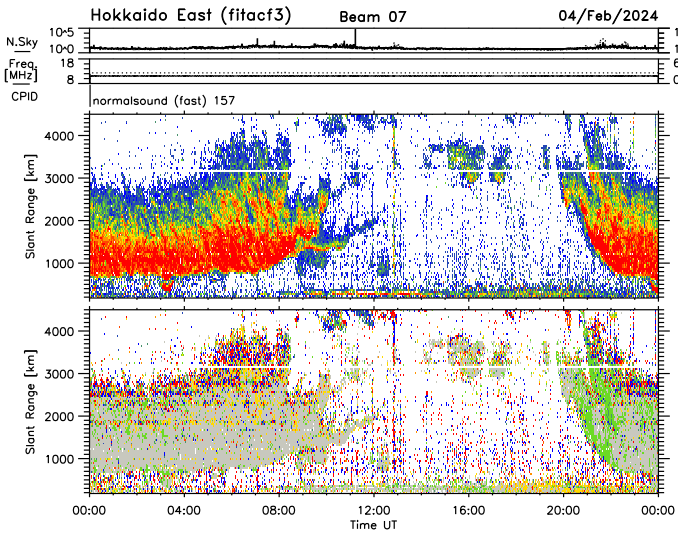 Hokkaido East (fitacf3) Beam 07 04/Feb/2024
N.Sky 10^5 10^0 1 1
Freq. [MHz] 18 8 6 0
CPID normalsound (fast) 157
Slant Range [km] 4000 3000 2000 1000
Slant Range [km] 4000 3000 2000 1000
00:00 04:00 08:00 12:00 16:00 20:00 00:00
Time UT